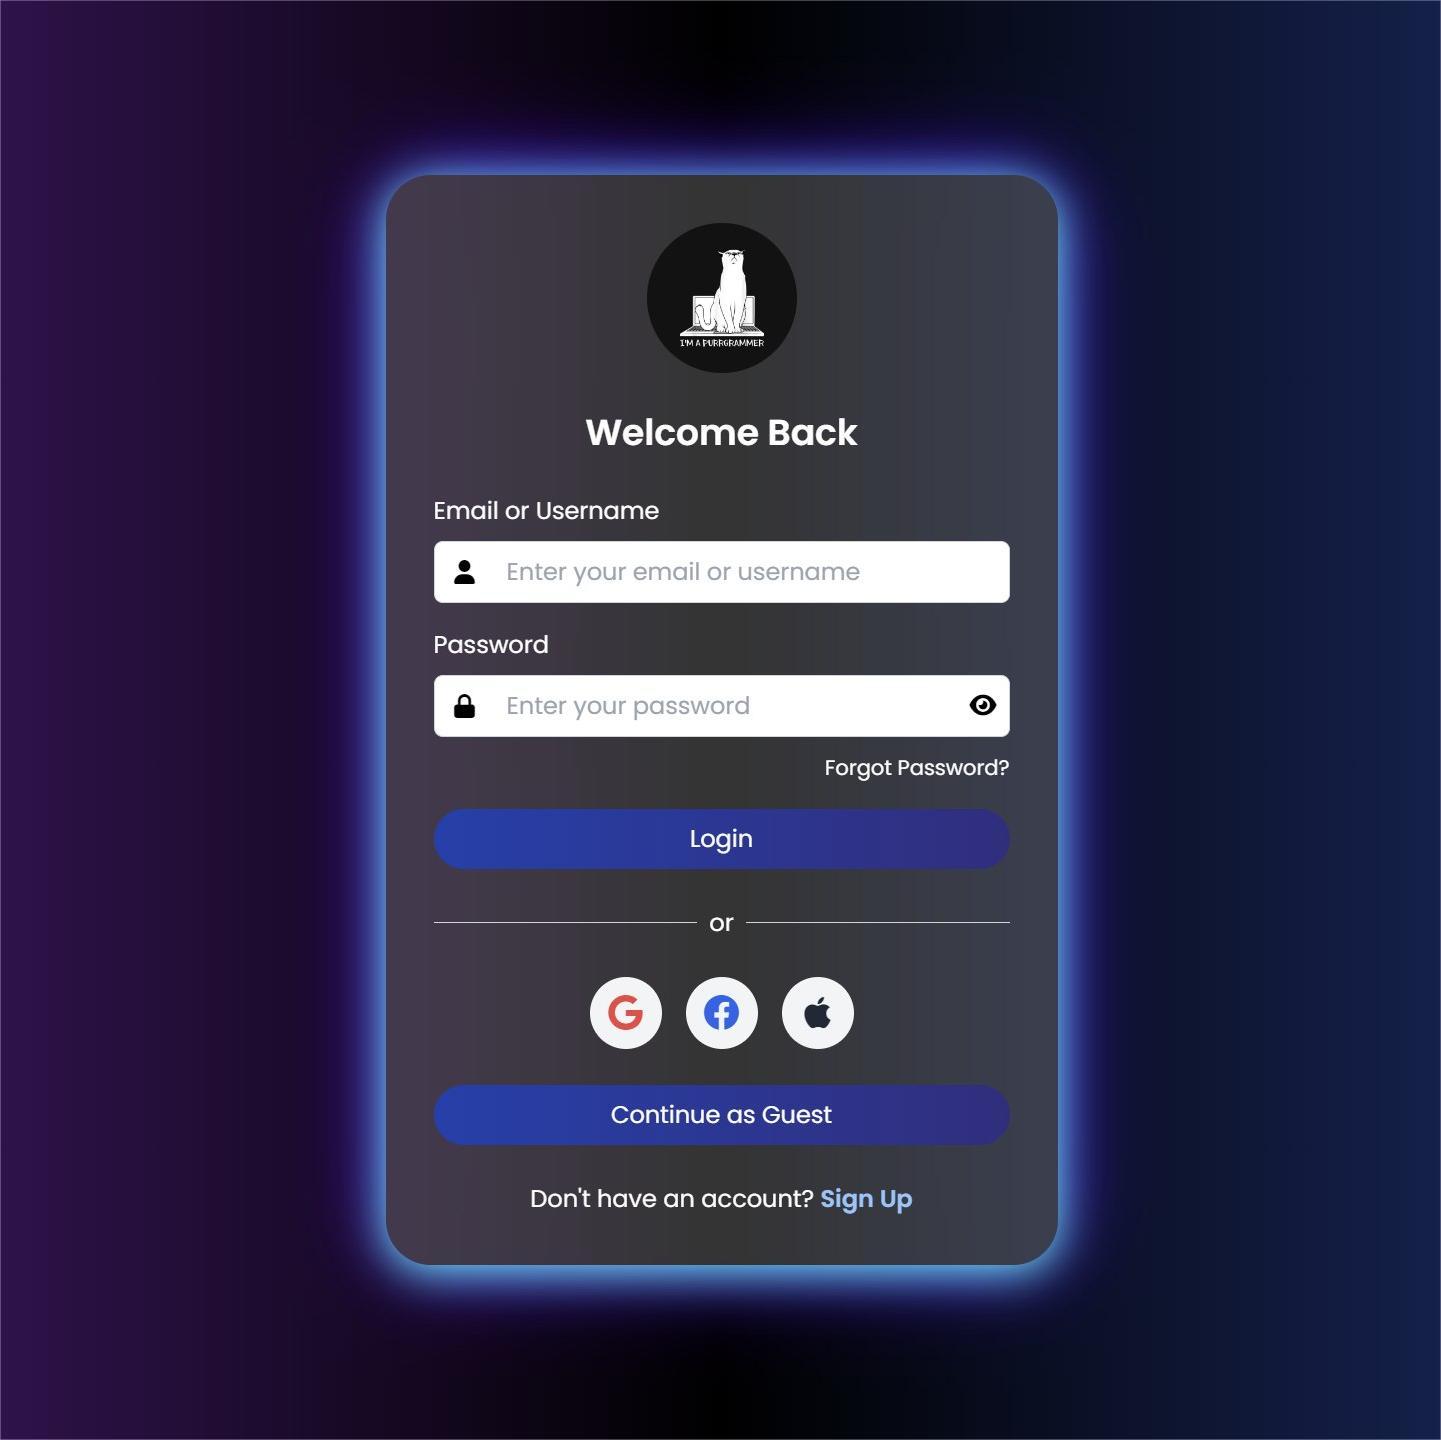 I'M A PURRGRAMMER
Welcome Back
Email or Username
Enter your email or username
Password
Enter your password
Forgot Password?
Login
or
Continue as Guest
Don't have an account? Sign Up